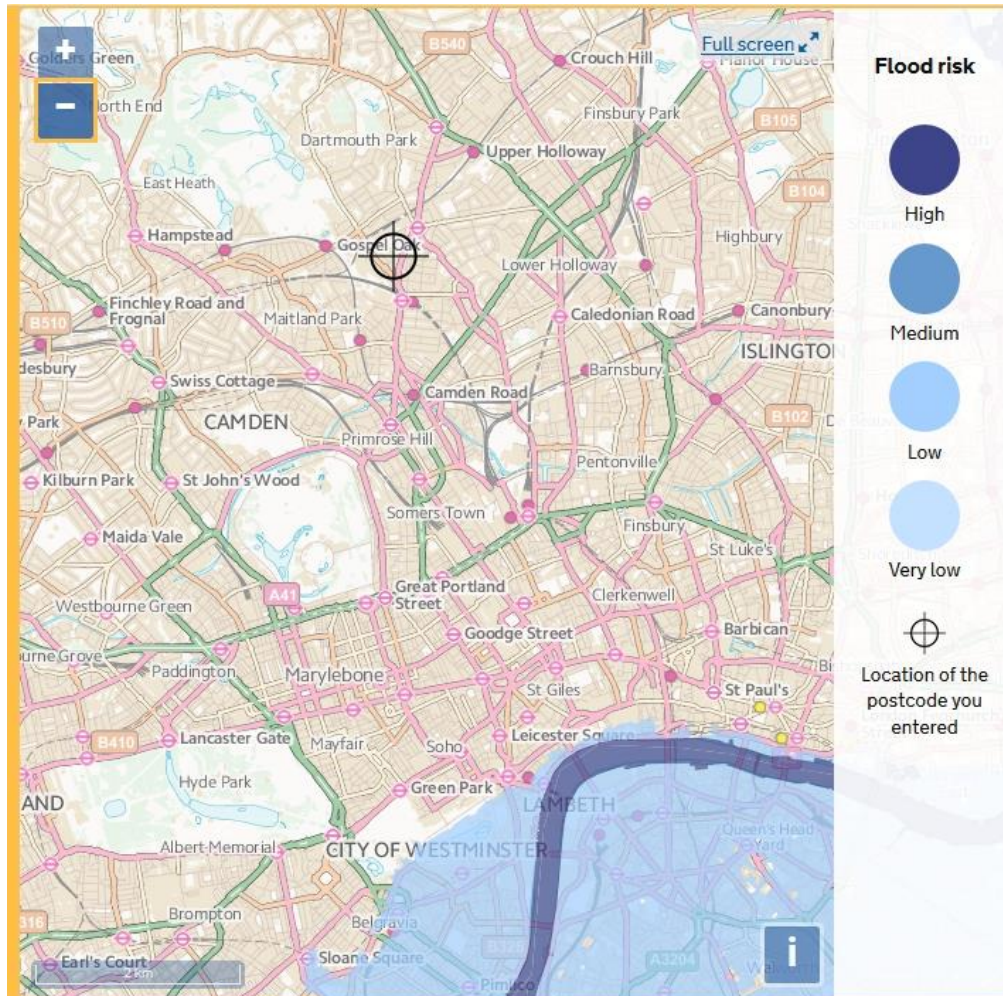 +
−
Full screen
Golders Green
B540
Crouch Hill
Manor House
North End
Finsbury Park
B105
Dartmouth Park
Upper Holloway
East Heath
B104
Hampstead
Gospel Oak
Highbury
Lower Holloway
Finchley Road and
Frognal
B510
Maitland Park
Caledonian Road
Canonbury
ISLINGTON
desbury
Swiss Cottage
Barnsbury
Camden Road
y Park
CAMDEN
B102
Primrose Hill
Kilburn Park
St John's Wood
Pentonville
Somers Town
Finsbury
Maida Vale
St Luke's
A41
Great Portland
Street
Westbourne Green
Clerkenwell
Goodge Street
Barbican
ourne Grove
Paddington
Marylebone
St Giles
St Paul's
B410
Lancaster Gate
Mayfair
Soho
Leicester Square
Hyde Park
Green Park
LAMBETH
AND
Albert Memorial
CITY OF WESTMINSTER
Queen's Head
Yard
Brompton
Belgravia
316
Earl's Court
Sloane Square
A3204
Pimlico
2 km
i
Flood risk
High
Medium
Low
Very low
Location of the
postcode you
entered